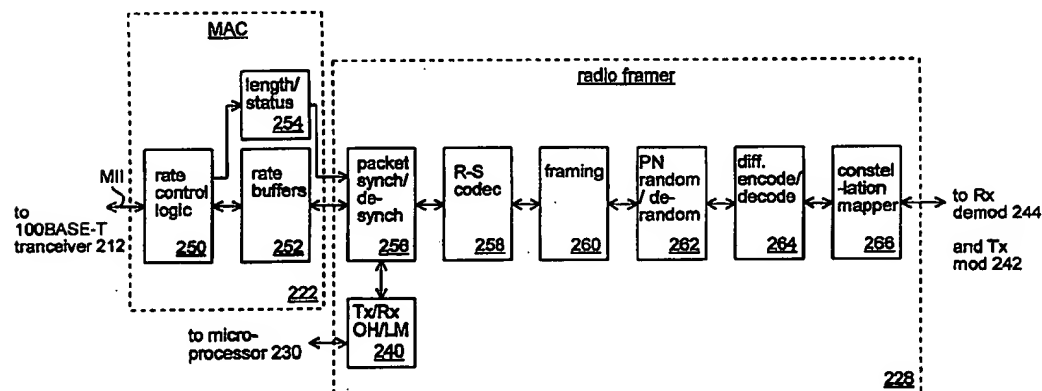 MAC
radio framer
length/
status
254
MII
to
100BASE-T
tranceiver 212
rate
control
logic
250
rate
buffers
252
packet
synch/
de-
synch
256
R-S
codec
258
framing
260
PN
random
/ de-
random
262
diff.
encode/
decode
264
constel
-lation
mapper
266
to Rx
demod 244
and Tx
mod 242
222
to micro-
processor 230
Tx/Rx
OH/LM
240
228